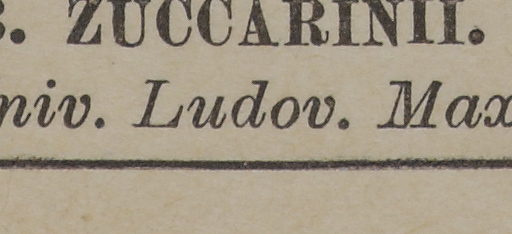 . ZUCCARINII.
niv. Ludov. Max